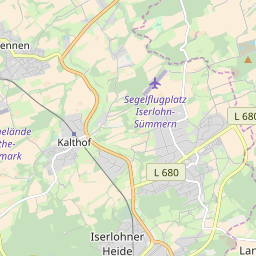 ennen
Segelflugplatz
Iserlohn-
Sümmern
L 680
elände
the-
mark
Kalthof
L 680
Iserlohner
Heide
Lan